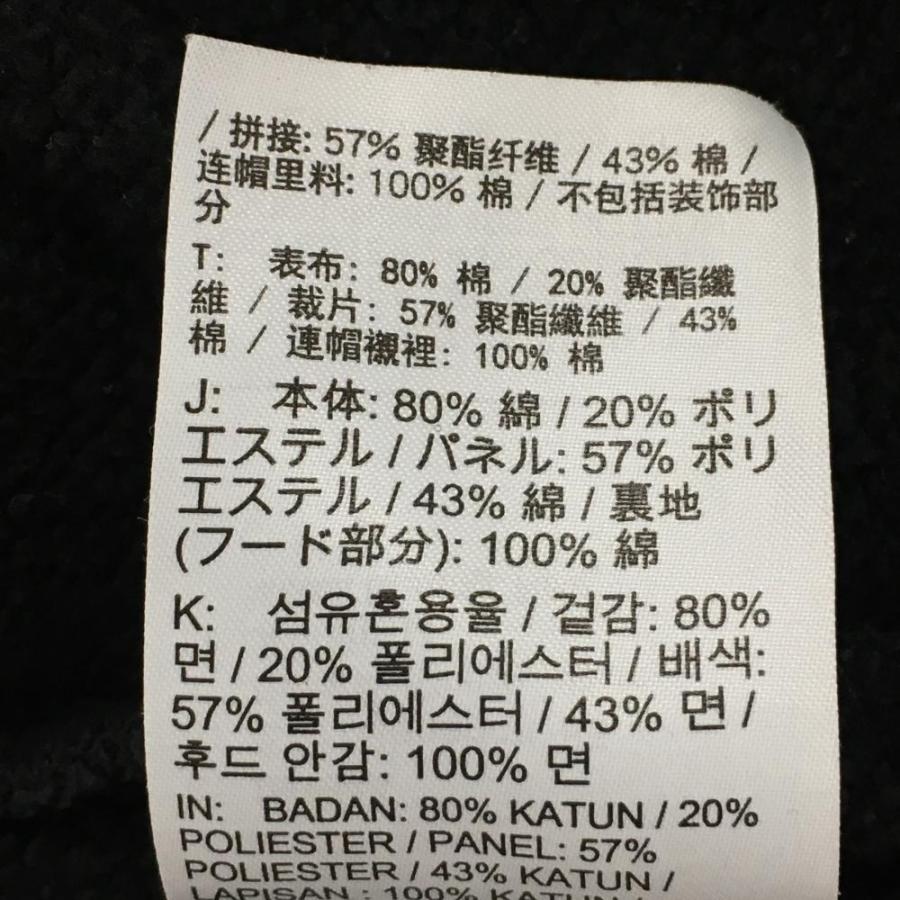 / 拼接: 57% 聚酯纤维 / 43% 棉 /
连帽里料: 100% 棉 / 不包括装饰部
分
T: 表布: 80% 棉 / 20% 聚酯纖
維 / 裁片: 57% 聚酯纖維 / 43%
棉 / 連帽襯裡: 100% 棉
J: 本体: 80% 綿 / 20% ポリ
エステル / パネル: 57% ポリ
エステル / 43% 綿 / 裏地
(フード部分): 100% 綿
K: 섬유혼용율 / 겉감: 80%
면 / 20% 폴리에스터 / 배색:
57% 폴리에스터 / 43% 면 /
후드 안감: 100% 면
IN: BADAN: 80% KATUN / 20%
POLIESTER / PANEL: 57%
POLIESTER / 43% KATUN /
LAPISAN : 100% KATUN /